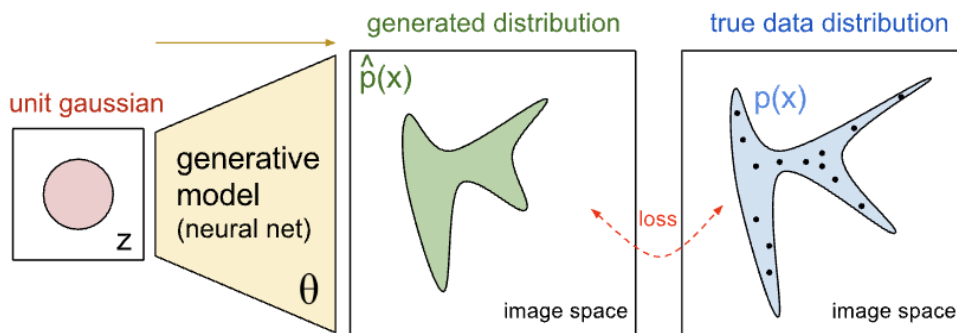 generated distribution
true data distribution
unit gaussian
z
generative
model
(neural net)
θ
p̂(x)
image space
loss
p(x)
image space